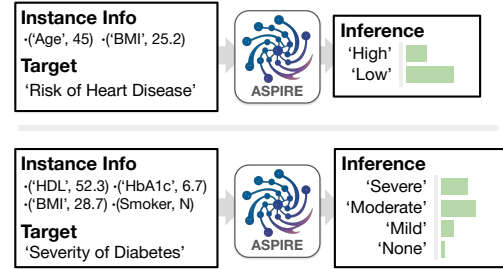 Instance Info
·('Age', 45) ·('BMI', 25.2)
Target
'Risk of Heart Disease'
ASPIRE
Inference
'High'
'Low'
Instance Info
·('HDL', 52.3) ·('HbA1c', 6.7)
·('BMI', 28.7) ·(Smoker, N)
Target
'Severity of Diabetes'
ASPIRE
Inference
'Severe'
'Moderate'
'Mild'
'None'